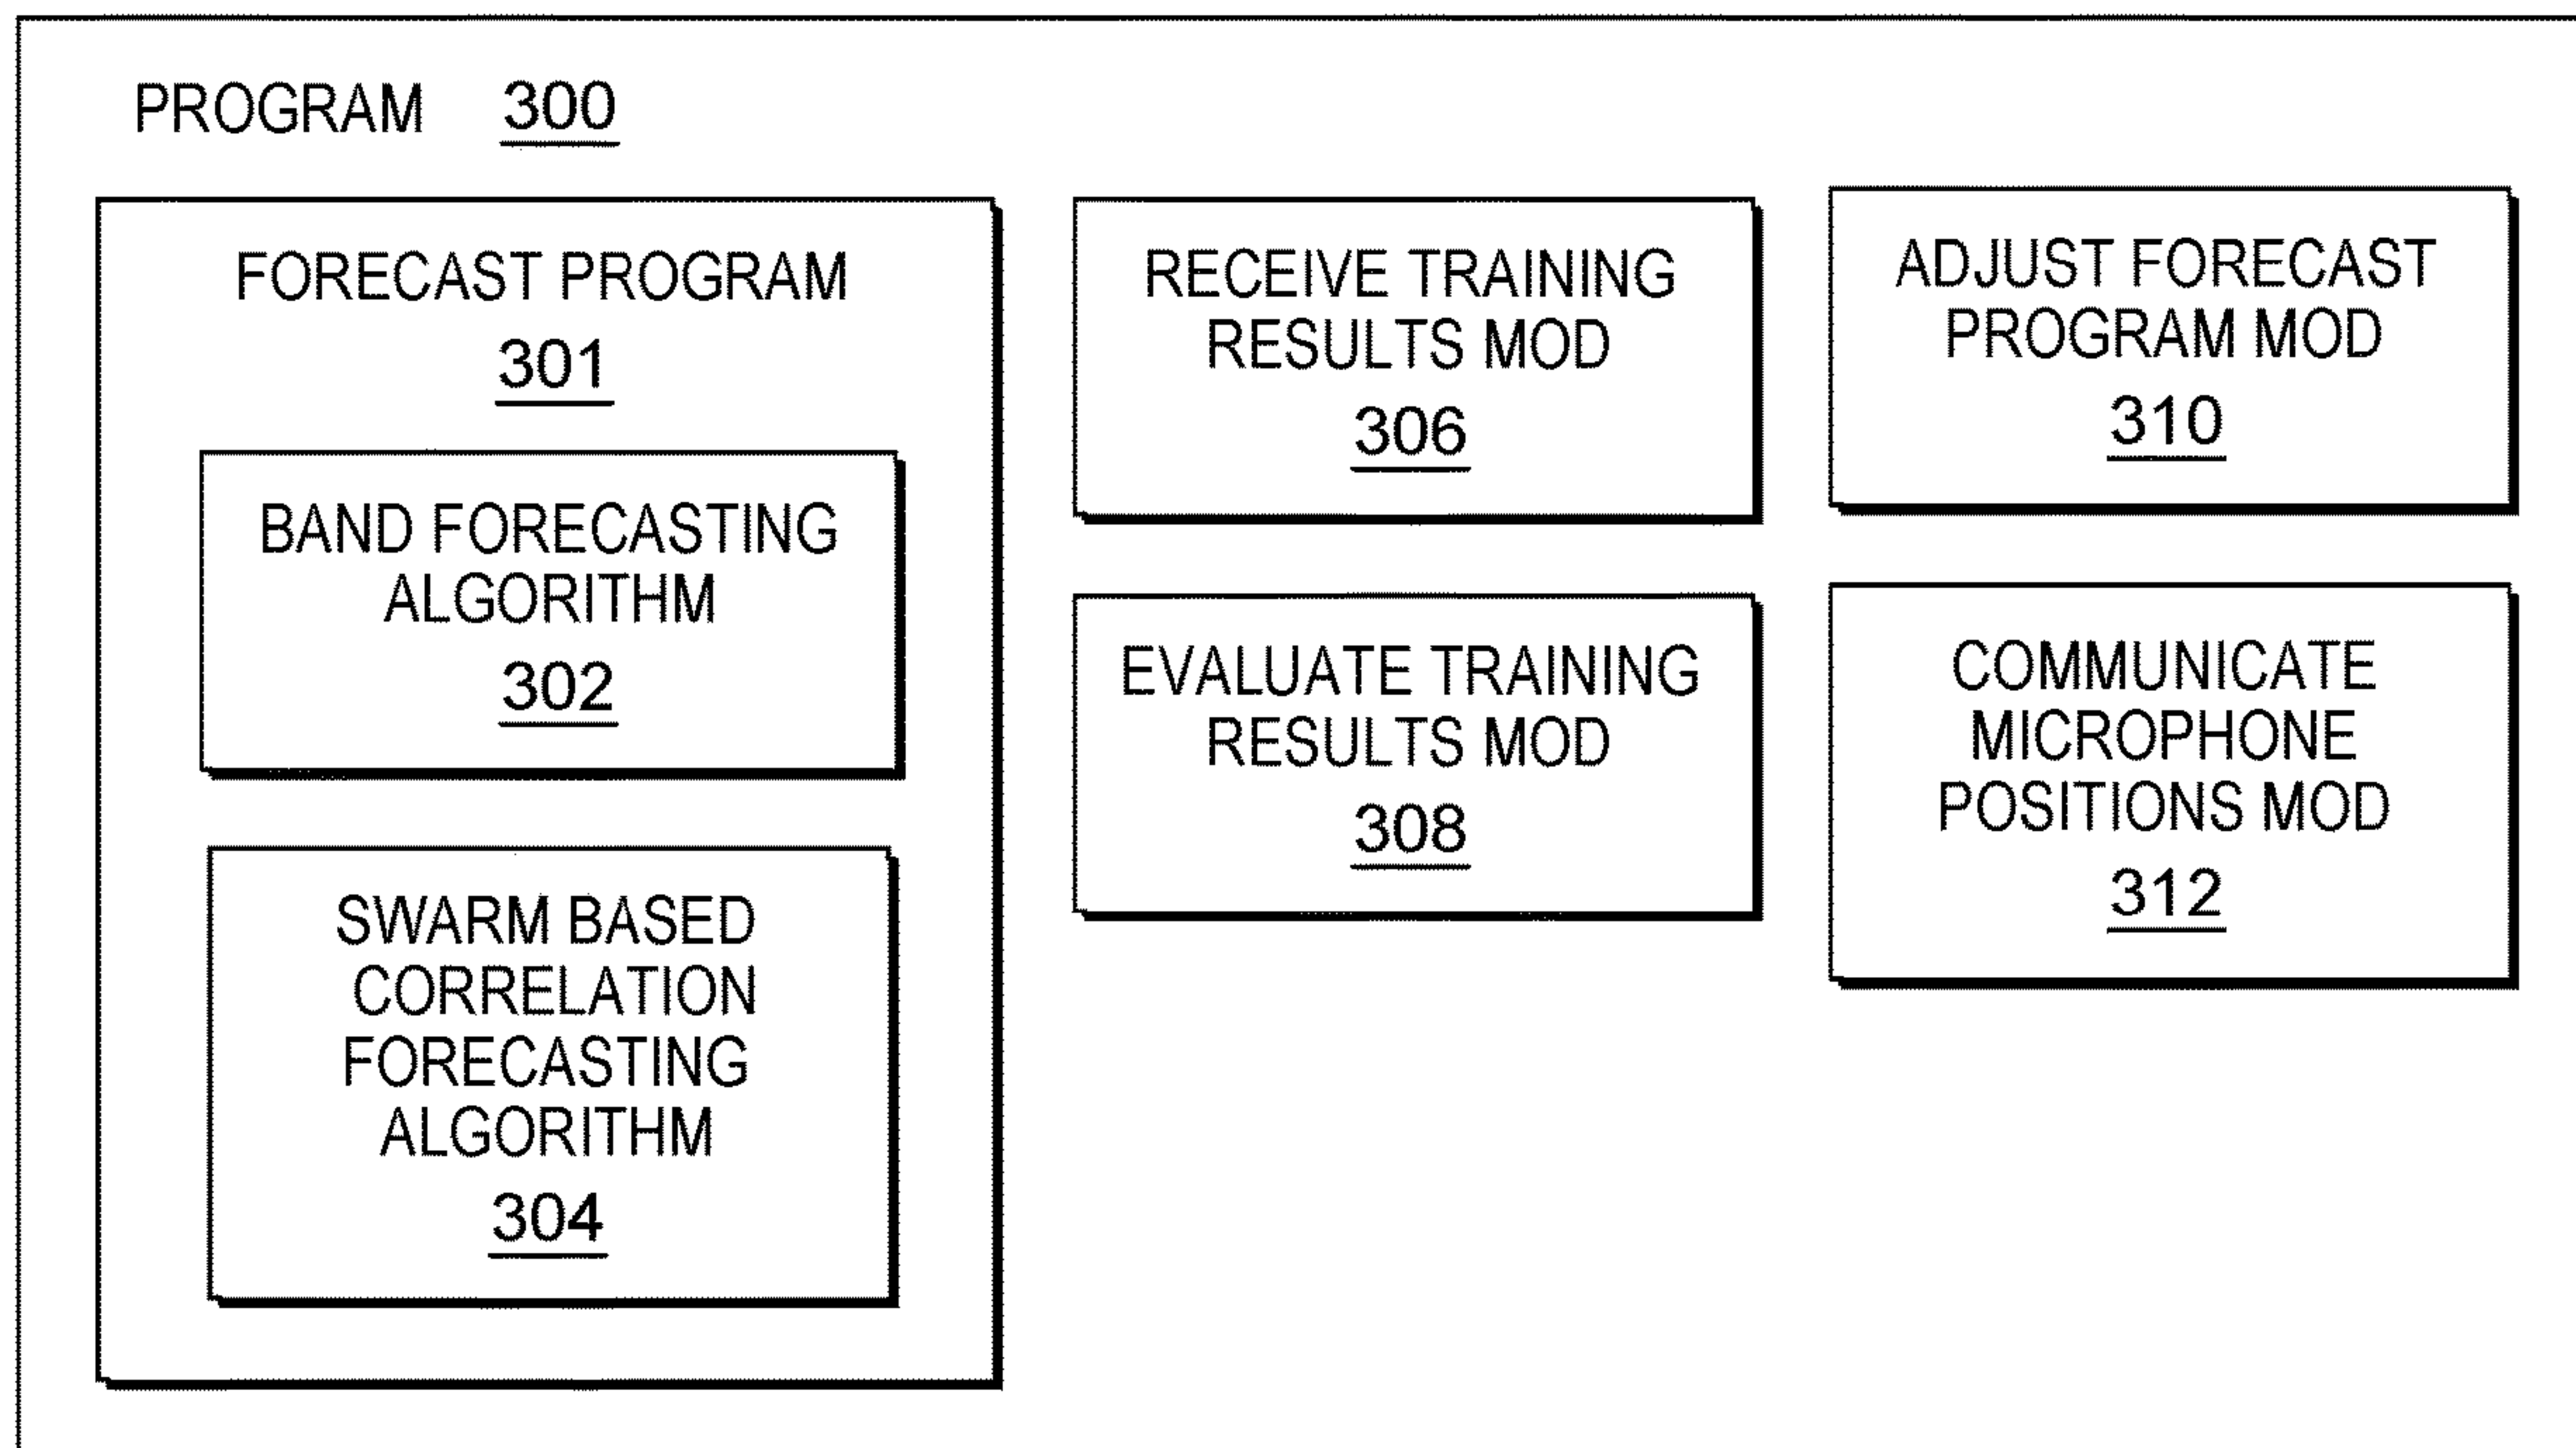 PROGRAM 300
FORECAST PROGRAM
301
BAND FORECASTING
ALGORITHM
302
SWARM BASED
CORRELATION
FORECASTING
ALGORITHM
304
RECEIVE TRAINING
RESULTS MOD
306
EVALUATE TRAINING
RESULTS MOD
308
ADJUST FORECAST
PROGRAM MOD
310
COMMUNICATE
MICROPHONE
POSITIONS MOD
312